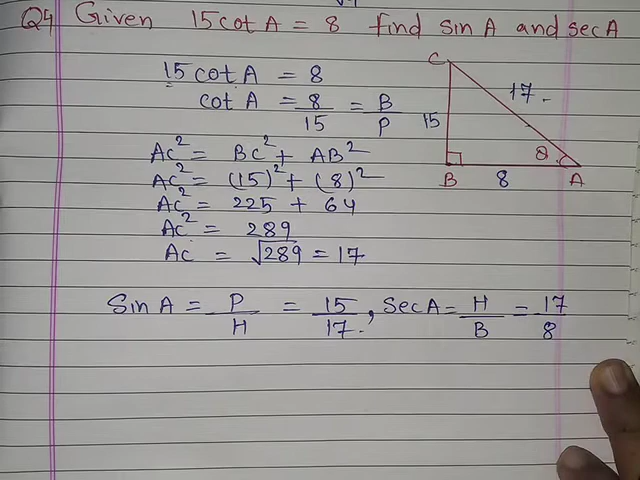 Q4 Given 15 cot A = 8 find sin A and sec A
15 cot A = 8
cot A = 8/15 = B/P
AC² = BC² + AB²
AC² = (15)² + (8)²
AC² = 225 + 64
AC² = 289
AC = √289 = 17
C
17
15
θ
B
8
A
Sin A = P/H = 15/17, Sec A = H/B = 17/8